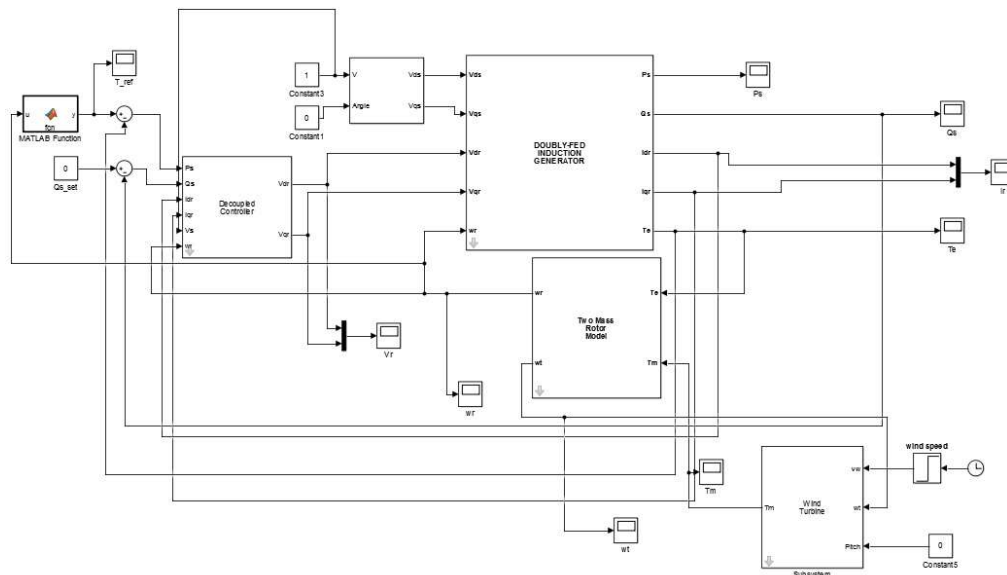 T_ref
u
fcn
y
MATLAB Function
0
Qs_set
Ps
Qs
Idr
Iqr
Vs
wr
Decoupled
Controller
Vdr
Vqr
1
Constant3
0
Constant1
V
Angle
Vds
Vqs
Vds
Vqs
Vdr
Vqr
wr
DOUBLY-FED
INDUCTION
GENERATOR
Ps
Qs
Idr
Iqr
Te
Ps
Qs
Ir
Te
wr
wt
Two Mass
Rotor
Model
Te
Tm
Vr
wr
Tm
wt
Tm
Wind
Turbine
vw
wt
Pitch
Subsystem
wind speed
0
Constant5